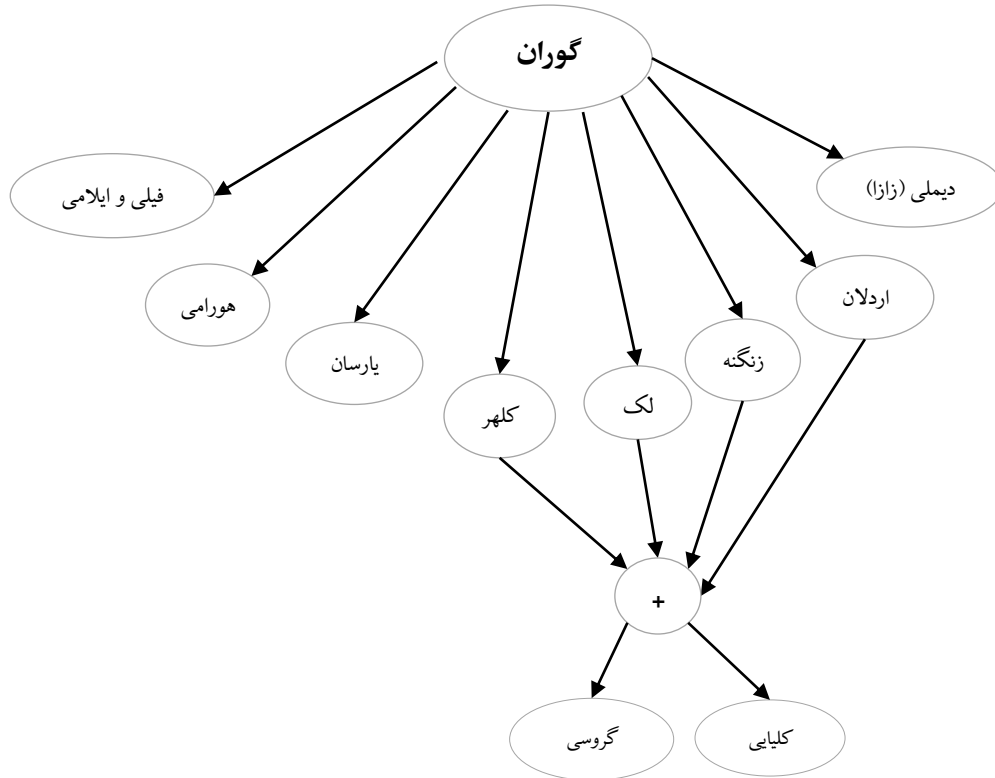 گوران
دیملی (زازا)
فیلی و ایلامی
اردلان
هورامی
زنگنه
یارسان
لک
کلهر
+
کلیایی
گروسی